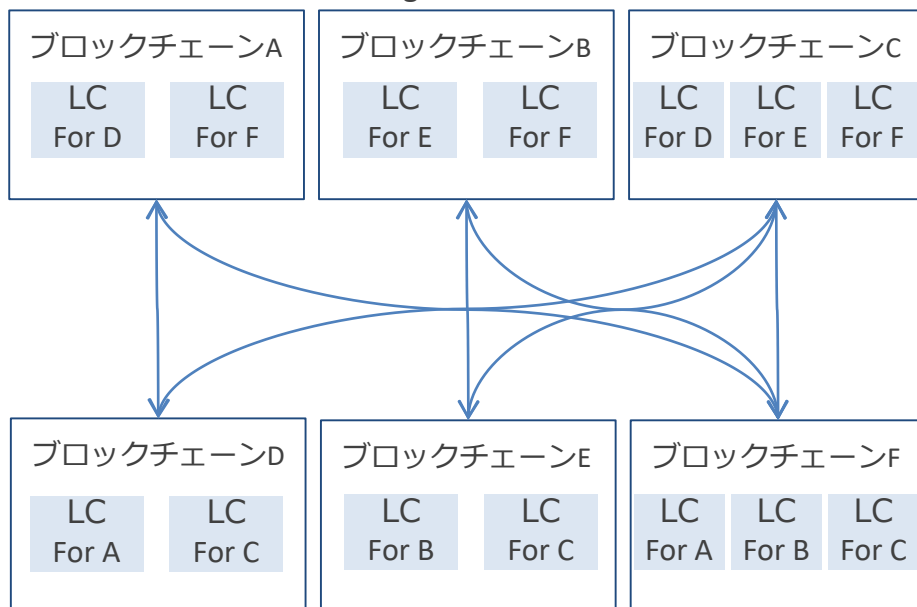 ブロックチェーンA
LC
For D
LC
For F
ブロックチェーンB
LC
For E
LC
For F
ブロックチェーンC
LC
For D
LC
For E
LC
For F
ブロックチェーンD
LC
For A
LC
For C
ブロックチェーンE
LC
For B
LC
For C
ブロックチェーンF
LC
For A
LC
For B
LC
For C